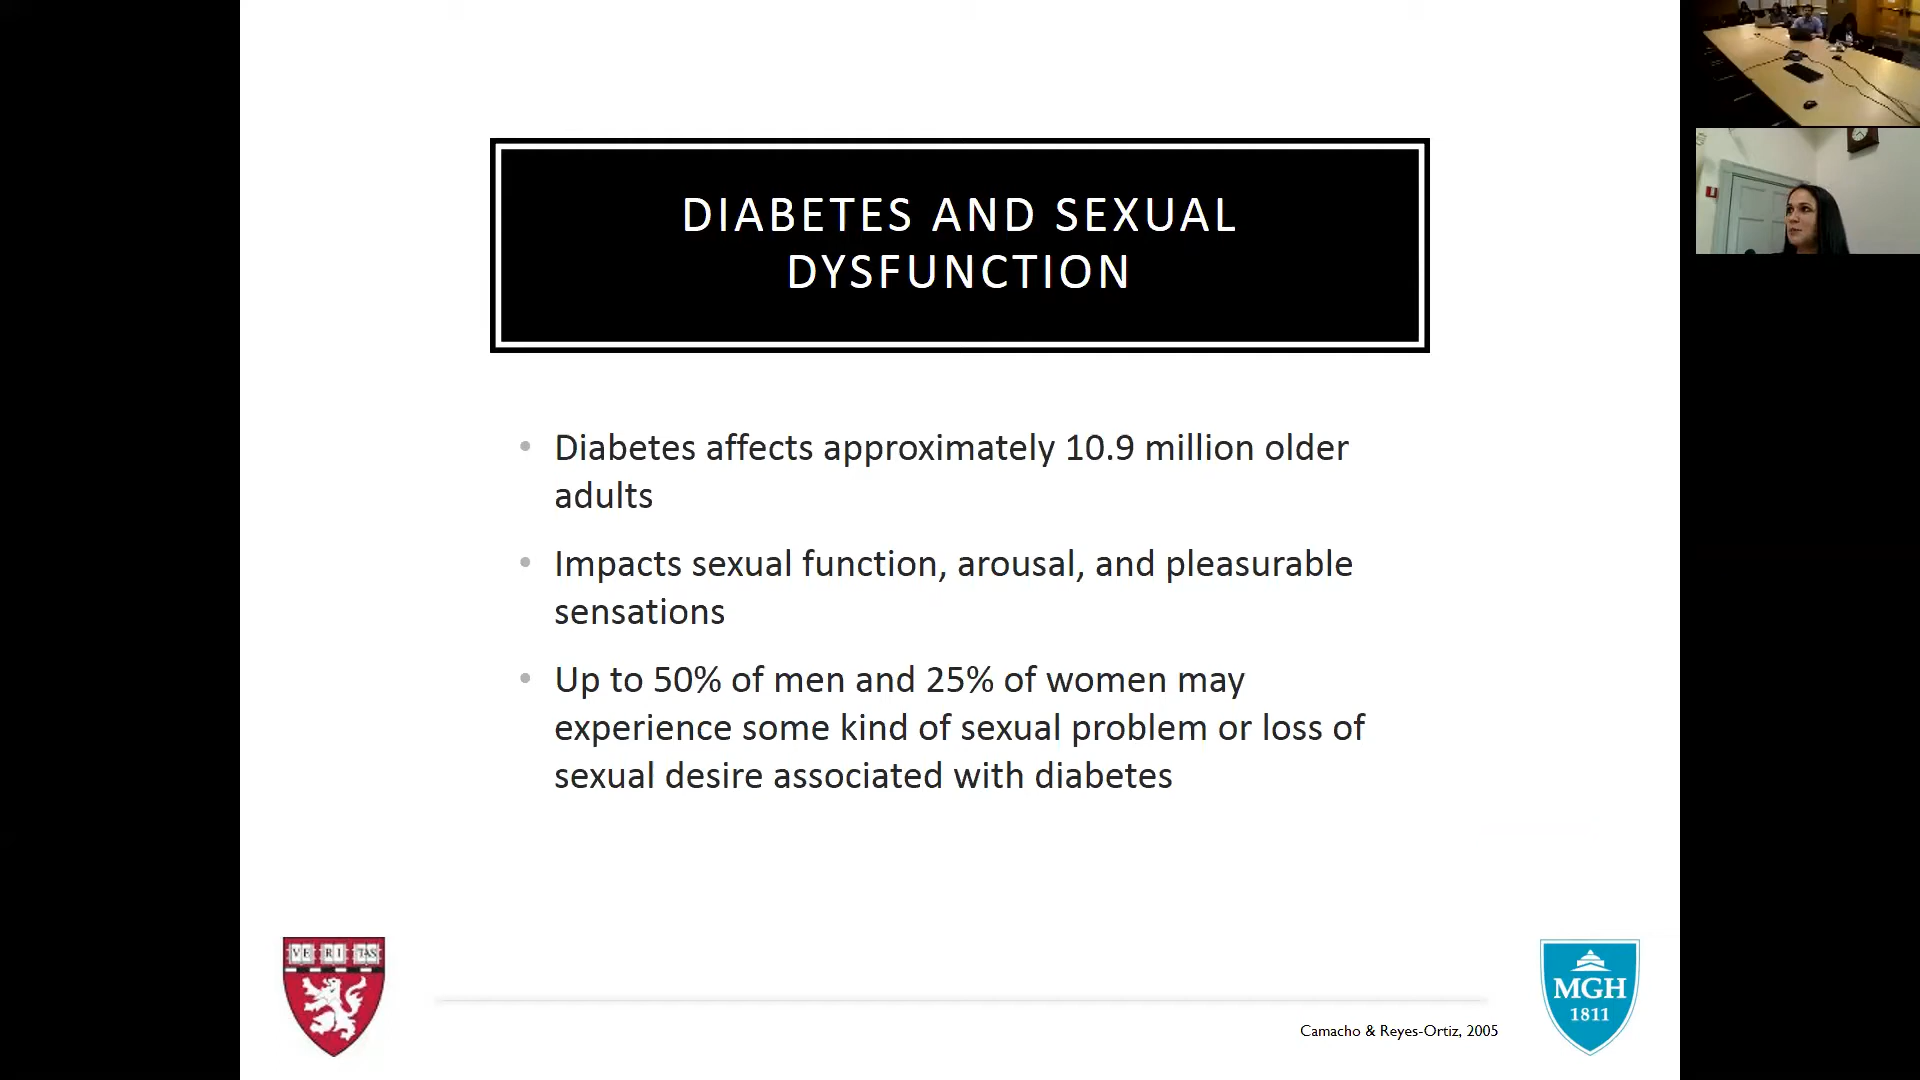 DIABETES AND SEXUAL
DYSFUNCTION
• Diabetes affects approximately 10.9 million older
adults
• Impacts sexual function, arousal, and pleasurable
sensations
• Up to 50% of men and 25% of women may
experience some kind of sexual problem or loss of
sexual desire associated with diabetes
VE RI TAS
MGH
1811
Camacho & Reyes-Ortiz, 2005